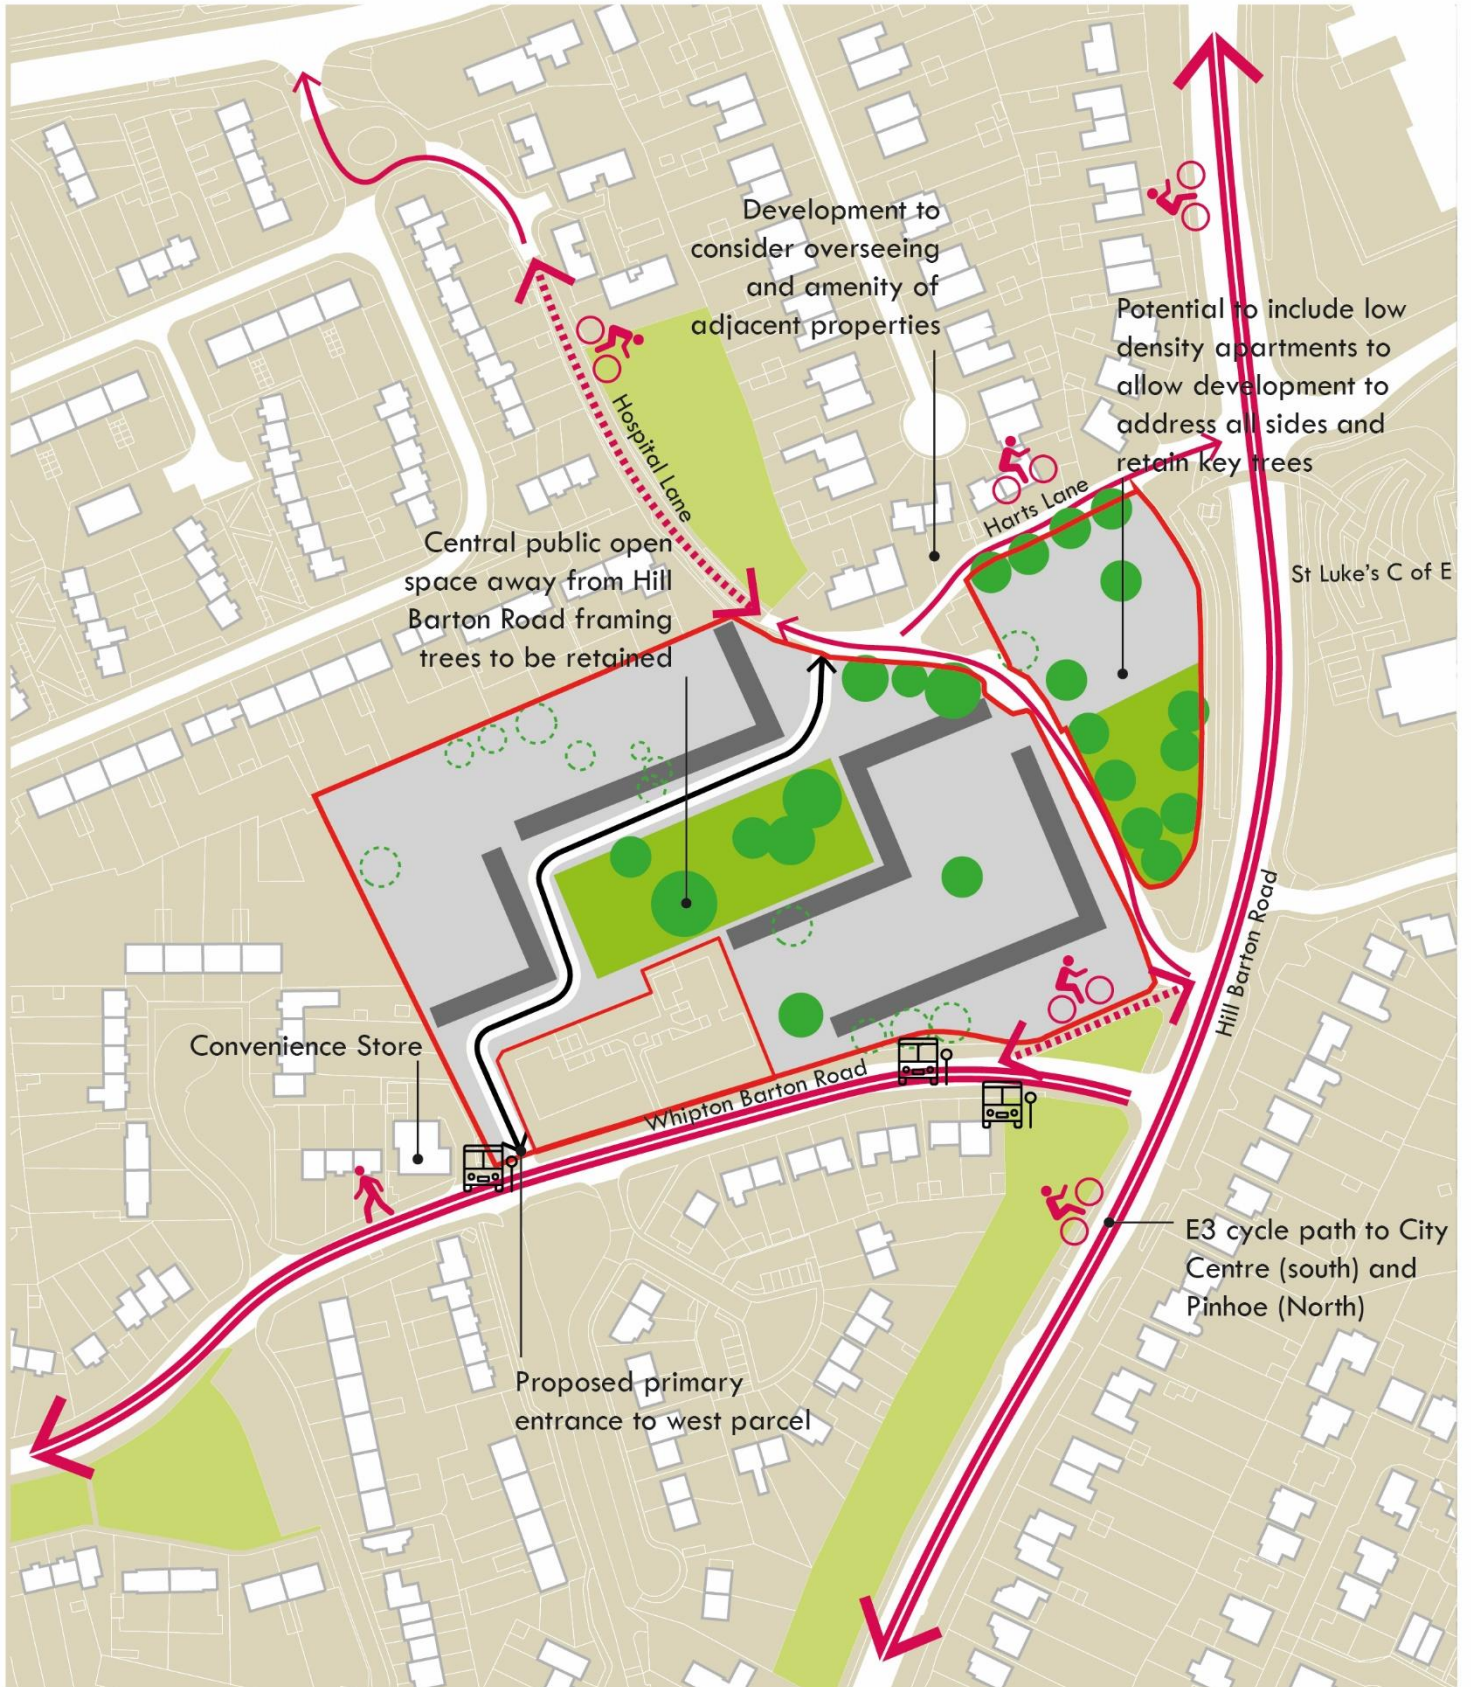 Development to
consider overseeing
and amenity of
adjacent properties
Potential to include low
density apartments to
allow development to
address all sides and
retain key trees
Hospital Lane
Harts Lane
Central public open
space away from Hill
Barton Road framing
trees to be retained
St Luke's C of E
Hill Barton Road
Convenience Store
Whipton Barton Road
E3 cycle path to City
Centre (south) and
Pinhoe (North)
Proposed primary
entrance to west parcel